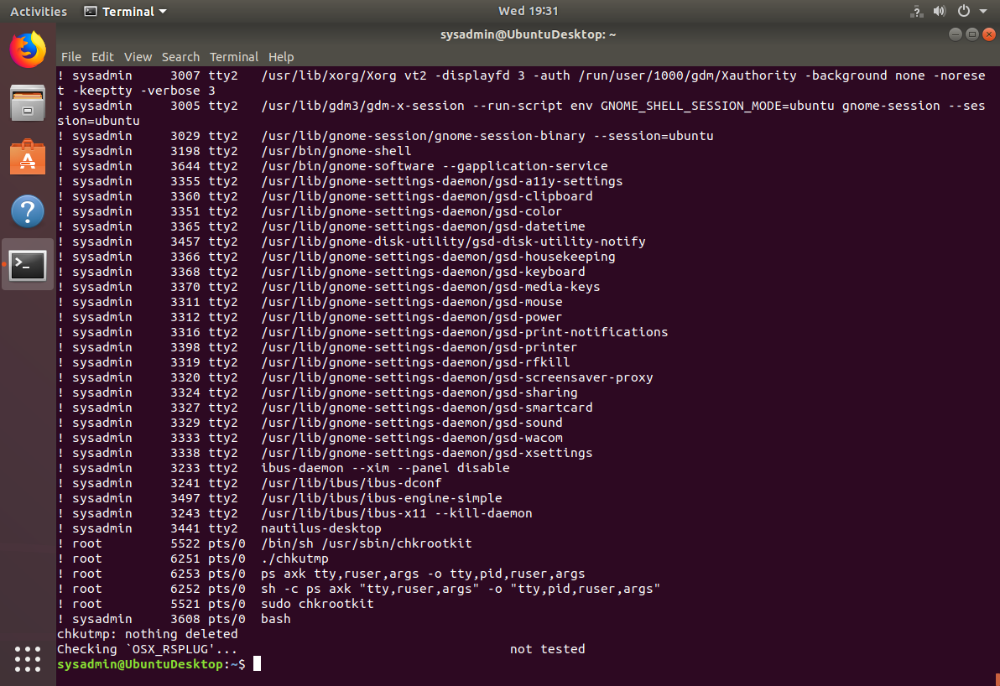 Activities Terminal Wed 19:31
sysadmin@UbuntuDesktop: ~
File Edit View Search Terminal Help
! sysadmin     3007 tty2   /usr/lib/xorg/Xorg vt2 -displayfd 3 -auth /run/user/1000/gdm/Xauthority -background none -norese
t -keeptty -verbose 3
! sysadmin     3005 tty2   /usr/lib/gdm3/gdm-x-session --run-script env GNOME_SHELL_SESSION_MODE=ubuntu gnome-session --ses
sion=ubuntu
! sysadmin     3029 tty2   /usr/lib/gnome-session/gnome-session-binary --session=ubuntu
! sysadmin     3198 tty2   /usr/bin/gnome-shell
! sysadmin     3644 tty2   /usr/bin/gnome-software --gapplication-service
! sysadmin     3355 tty2   /usr/lib/gnome-settings-daemon/gsd-a11y-settings
! sysadmin     3360 tty2   /usr/lib/gnome-settings-daemon/gsd-clipboard
! sysadmin     3351 tty2   /usr/lib/gnome-settings-daemon/gsd-color
! sysadmin     3365 tty2   /usr/lib/gnome-settings-daemon/gsd-datetime
! sysadmin     3457 tty2   /usr/lib/gnome-disk-utility/gsd-disk-utility-notify
! sysadmin     3366 tty2   /usr/lib/gnome-settings-daemon/gsd-housekeeping
! sysadmin     3368 tty2   /usr/lib/gnome-settings-daemon/gsd-keyboard
! sysadmin     3370 tty2   /usr/lib/gnome-settings-daemon/gsd-media-keys
! sysadmin     3311 tty2   /usr/lib/gnome-settings-daemon/gsd-mouse
! sysadmin     3312 tty2   /usr/lib/gnome-settings-daemon/gsd-power
! sysadmin     3316 tty2   /usr/lib/gnome-settings-daemon/gsd-print-notifications
! sysadmin     3398 tty2   /usr/lib/gnome-settings-daemon/gsd-printer
! sysadmin     3319 tty2   /usr/lib/gnome-settings-daemon/gsd-rfkill
! sysadmin     3320 tty2   /usr/lib/gnome-settings-daemon/gsd-screensaver-proxy
! sysadmin     3324 tty2   /usr/lib/gnome-settings-daemon/gsd-sharing
! sysadmin     3327 tty2   /usr/lib/gnome-settings-daemon/gsd-smartcard
! sysadmin     3329 tty2   /usr/lib/gnome-settings-daemon/gsd-sound
! sysadmin     3333 tty2   /usr/lib/gnome-settings-daemon/gsd-wacom
! sysadmin     3338 tty2   /usr/lib/gnome-settings-daemon/gsd-xsettings
! sysadmin     3233 tty2   ibus-daemon --xim --panel disable
! sysadmin     3241 tty2   /usr/lib/ibus/ibus-dconf
! sysadmin     3497 tty2   /usr/lib/ibus/ibus-engine-simple
! sysadmin     3243 tty2   /usr/lib/ibus/ibus-x11 --kill-daemon
! sysadmin     3441 tty2   nautilus-desktop
! root         5522 pts/0  /bin/sh /usr/sbin/chkrootkit
! root         6251 pts/0  ./chkutmp
! root         6253 pts/0  ps axk tty,ruser,args -o tty,pid,ruser,args
! root         6252 pts/0  sh -c ps axk "tty,ruser,args" -o "tty,pid,ruser,args"
! root         5521 pts/0  sudo chkrootkit
! sysadmin     3608 pts/0  bash
chkutmp: nothing deleted
Checking `OSX_RSPLUG'...                                    not tested
sysadmin@UbuntuDesktop:~$